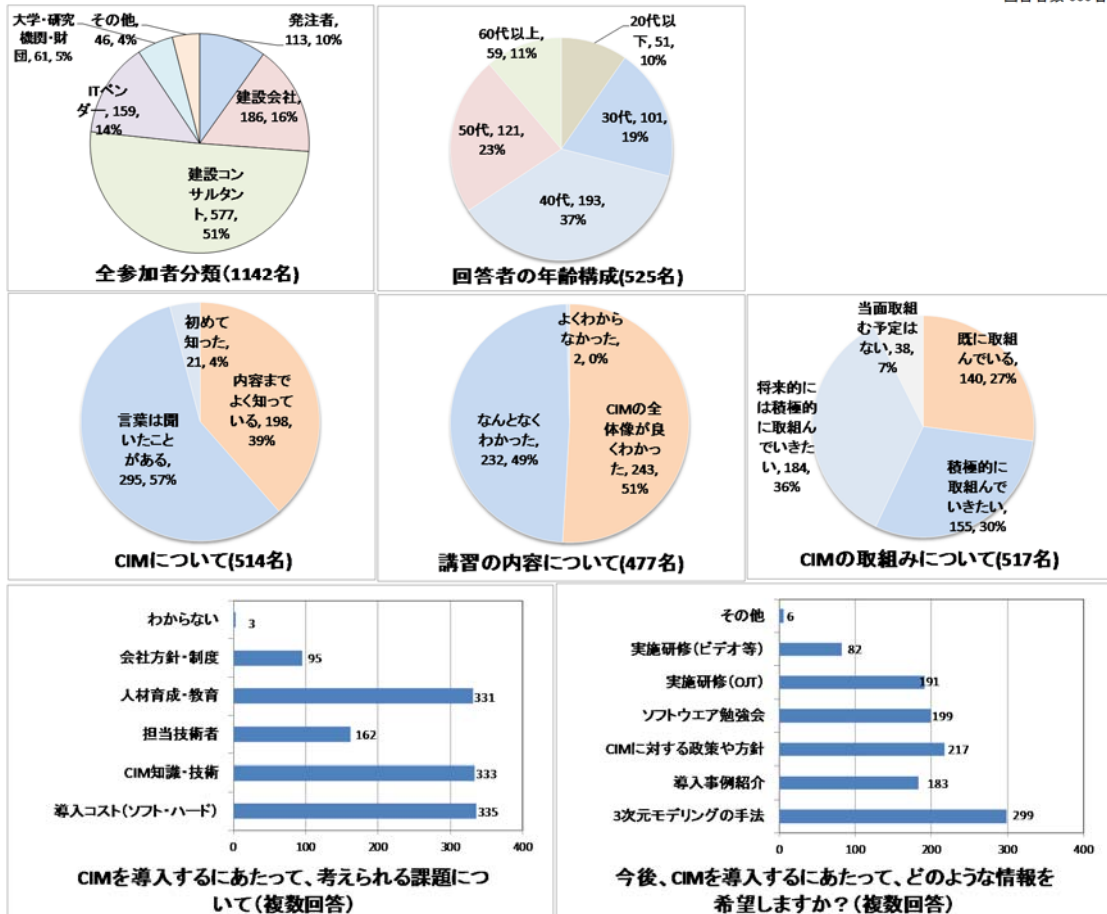 大学・研究
機関・財
団, 61, 5%
その他,
46, 4%
発注者,
113, 10%
建設会社,
186, 16%
建設コン
サルタン
ト, 577,
51%
ITベン
ダー, 159,
14%
全参加者分類(1142名)
60代以上,
59, 11%
20代以
下, 51,
10%
30代, 101,
19%
40代, 193,
37%
50代, 121,
23%
回答者の年齢構成(525名)
初めて
知った,
21, 4%
内容まで
よく知って
いる, 198,
39%
言葉は聞
いたこと
がある,
295, 57%
CIMについて(514名)
よくわから
なかった,
2, 0%
なんとなく
わかった,
232, 49%
CIMの全
体像が良
くわかっ
た, 243,
51%
講習の内容について(477名)
当面取組
む予定は
ない, 38,
7%
既に取組
んでいる,
140, 27%
将来的に
は積極的
に取組ん
でいきた
い, 184,
36%
積極的に
取組んで
いきたい,
155, 30%
CIMの取組みについて(517名)
わからない 3
会社方針・制度 95
人材育成・教育 331
担当技術者 162
CIM知識・技術 333
導入コスト(ソフト・ハード) 335
0 100 200 300 400
CIMを導入するにあたって、考えられる課題につ
いて(複数回答)
その他 6
実施研修(ビデオ等) 82
実施研修(OJT) 191
ソフトウエア勉強会 199
CIMに対する政策や方針 217
導入事例紹介 183
3次元モデリングの手法 299
0 100 200 300 400
今後、CIMを導入するにあたって、どのような情報を
希望しますか?(複数回答)